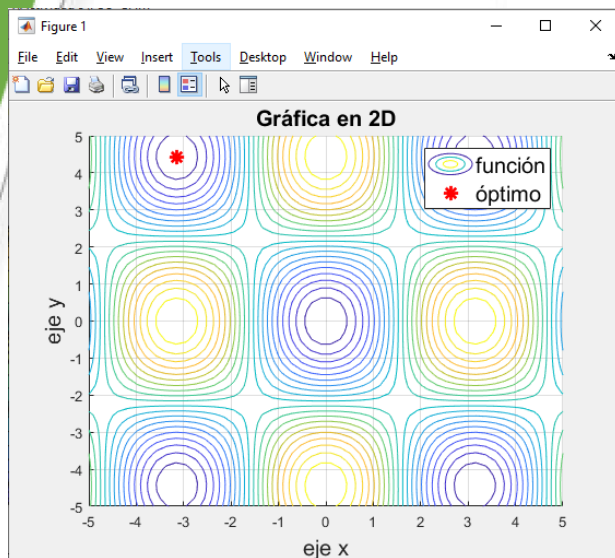 Figure 1
File Edit View Insert Tools Desktop Window Help
Gráfica en 2D
función
óptimo
5
4
3
2
1
0
-1
-2
-3
-4
-5
eje y
-5 -4 -3 -2 -1 0 1 2 3 4 5
eje x